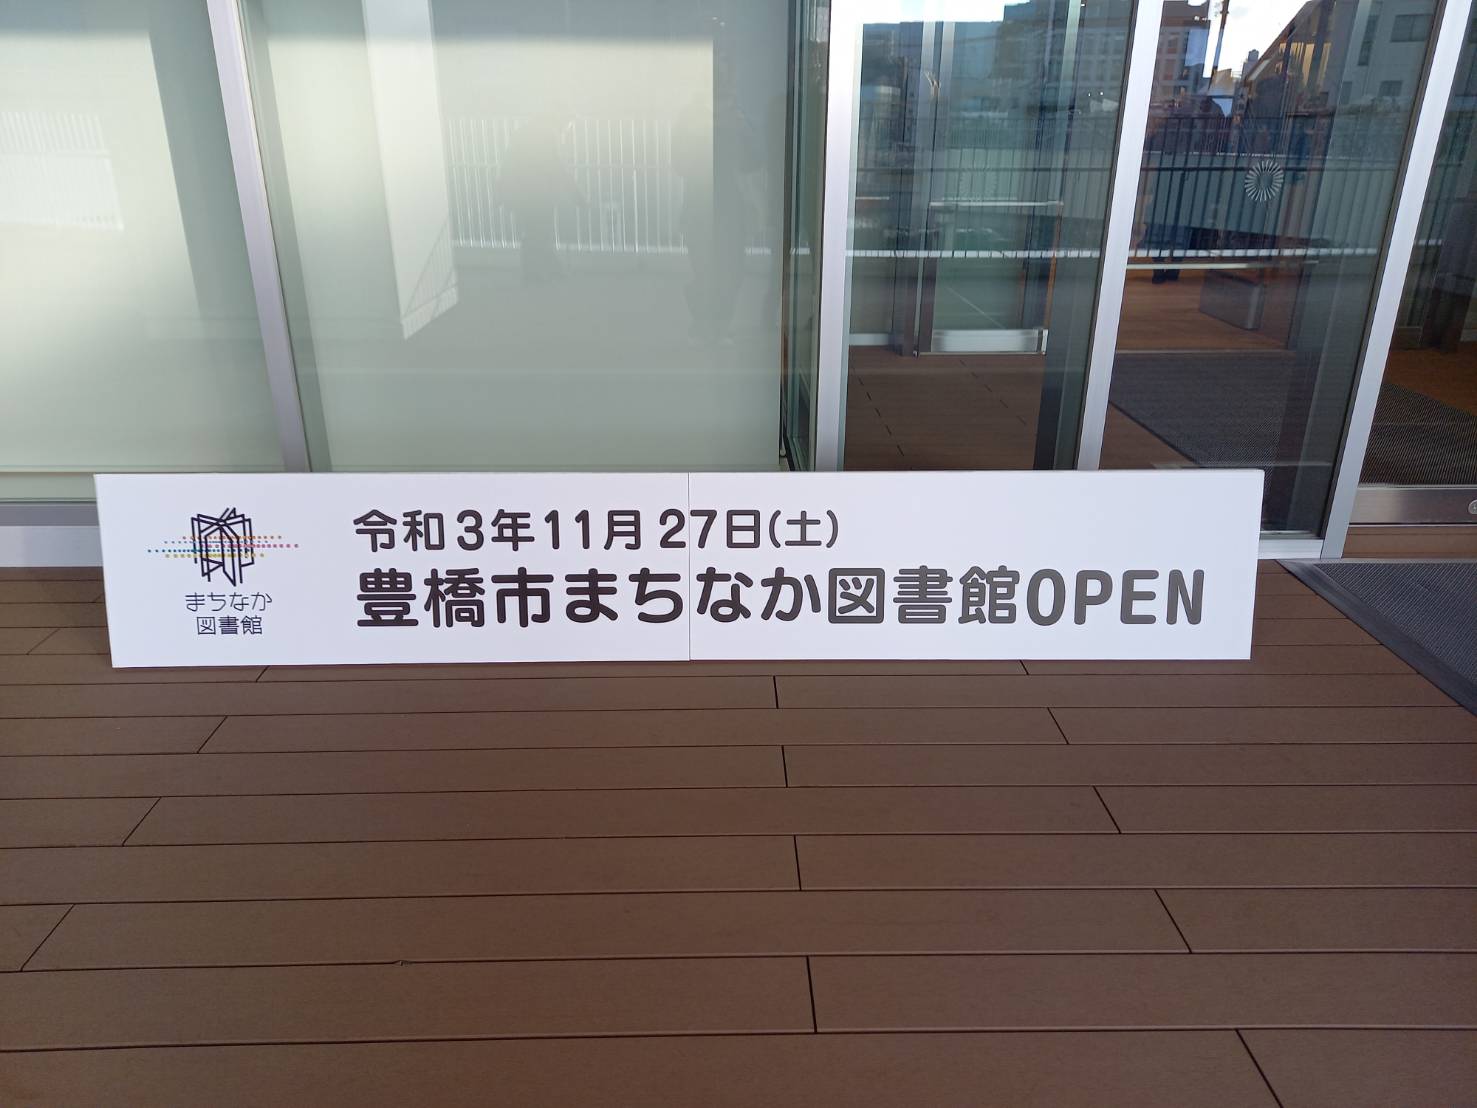 まちなか
図書館
令和3年11月27日(土)
豊橋市まちなか図書館OPEN